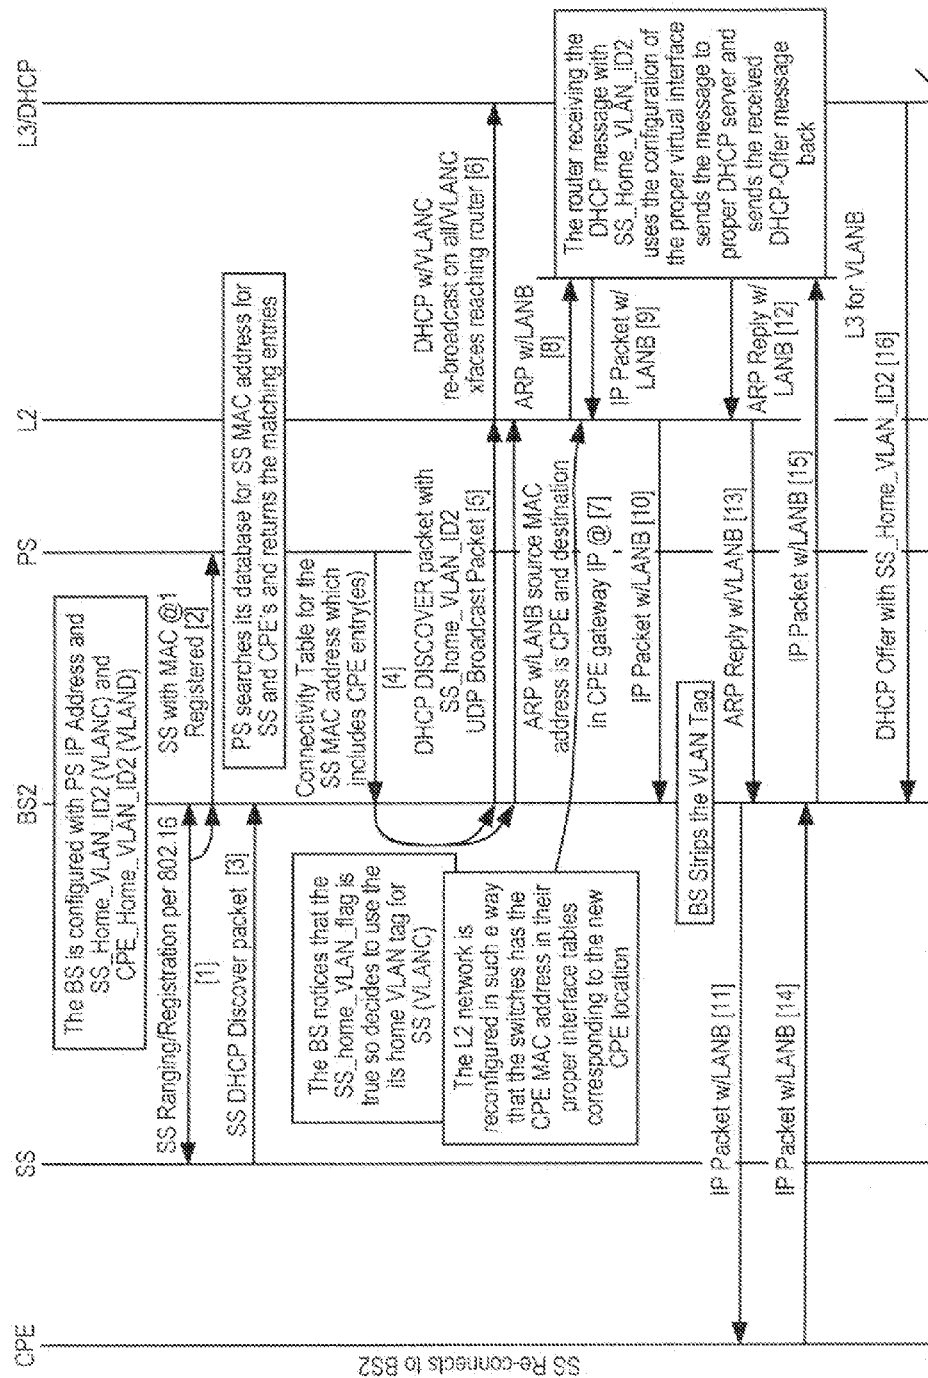 CPE
SS
BS2
PS
L2
L3/DHCP
SS Re-connects to BS2
The BS is configured with PS IP Address and
SS_Home_VLAN_ID2 (VLANC) and
CPE_Home_VLAN_ID2 (VLAND)
SS Ranging/Registration per 802.16
[1]
SS with MAC @1
Registered [2]
SS DHCP Discover packet [3]
PS searches its database for SS MAC address for
SS and CPE's and returns the matching entries
Connectivity Table for the
SS MAC address which
includes CPE entry(es)
[4]
The BS notices that the
SS_home_VLAN_flag is
true so decides to use the
its home VLAN tag for
SS (VLANC)
DHCP DISCOVER packet with
SS_home_VLAN_ID2
UDP Broadcast Packet [5]
DHCP w/VLANC
re-broadcast on all/VLANC
xfaces reaching router [6]
ARP w/LANB source MAC
address is CPE and destination
in CPE gateway IP @ [7]
The L2 network is
reconfigured in such e way
that the switches has the
CPE MAC address in their
proper interface tables
corresponding to the new
CPE location
ARP w/LANB
[8]
IP Packet w/
LANB [9]
The router receiving the
DHCP message with
SS_Home_VLAN_ID2
uses the configuration of
the proper virtual interface
sends the message to
proper DHCP server and
sends the received
DHCP-Offer message
back
IP Packet w/LANB [10]
BS Strips the VLAN Tag
IP Packet w/LANB [11]
ARP Reply w/
LANB [12]
ARP Reply w/VLANB [13]
IP Packet w/LANB [14]
IP Packet w/LANB [15]
L3 for VLANB
DHCP Offer with SS_Home_VLAN_ID2 [16]